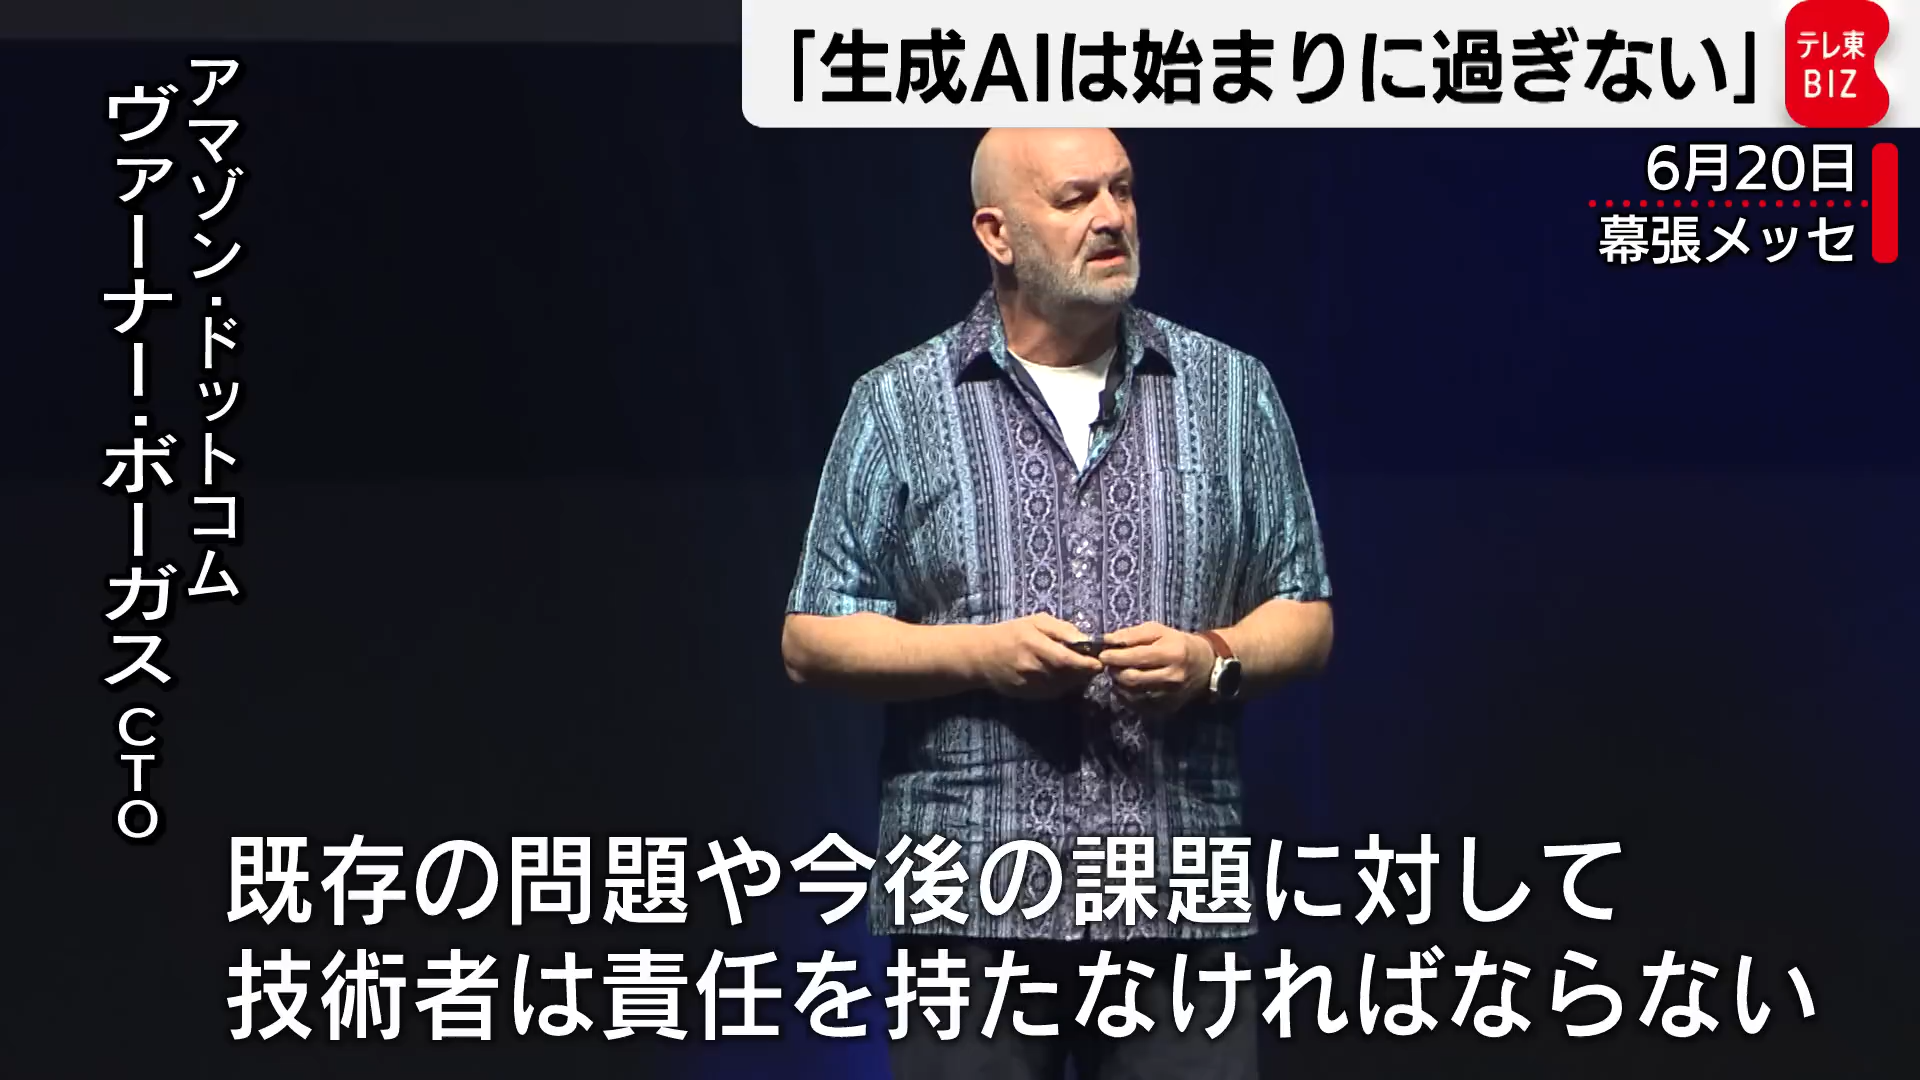 「生成AIは始まりに過ぎない」
テレ東
BIZ
6月20日
幕張メッセ
アマゾン・ドットコム
ヴァーナー・ボーガス CTO
既存の問題や今後の課題に対して
技術者は責任を持たなければならない